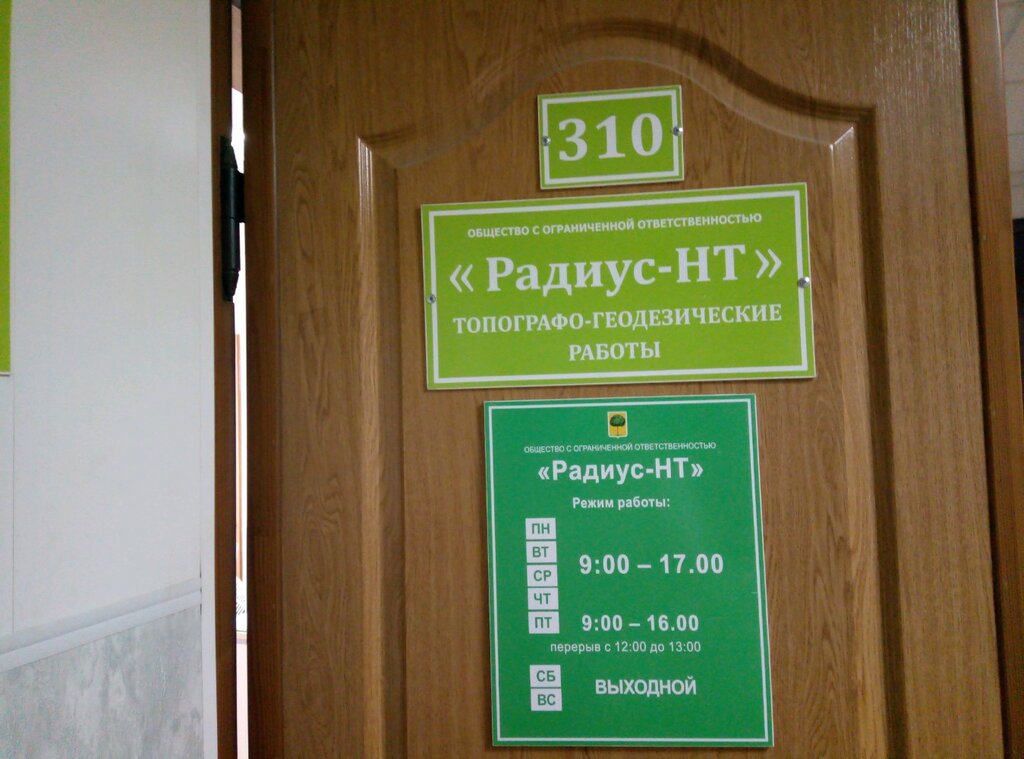 310
ОБЩЕСТВО С ОГРАНИЧЕННОЙ ОТВЕТСТВЕННОСТЬЮ
«Радиус-НТ»
ТОПОГРАФО-ГЕОДЕЗИЧЕСКИЕ
РАБОТЫ
ОБЩЕСТВО С ОГРАНИЧЕННОЙ ОТВЕТСТВЕННОСТЬЮ
«Радиус-НТ»
Режим работы:
ПН
ВТ
9:00 – 17.00
СР
ЧТ
ПТ
9:00 – 16.00
перерыв с 12:00 до 13:00
СБ
ВЫХОДНОЙ
ВС